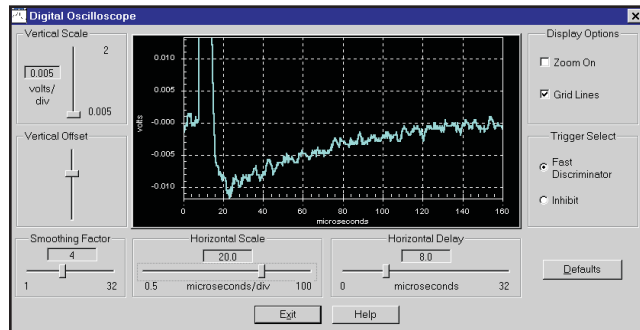 Digital Oscilloscope
Vertical Scale
2
0.005
volts/
div
0.005
Vertical Offset
0.010
0.005
0.0
-0.005
-0.010
volts
0 20 40 60 80 100 120 140 160
microseconds
Display Options
Zoom On
Grid Lines
Trigger Select
Fast
Discriminator
Inhibit
Smoothing Factor
4
1 32
Horizontal Scale
20.0
0.5 microseconds/div 100
Horizontal Delay
8.0
0 microseconds 32
Defaults
Exit Help